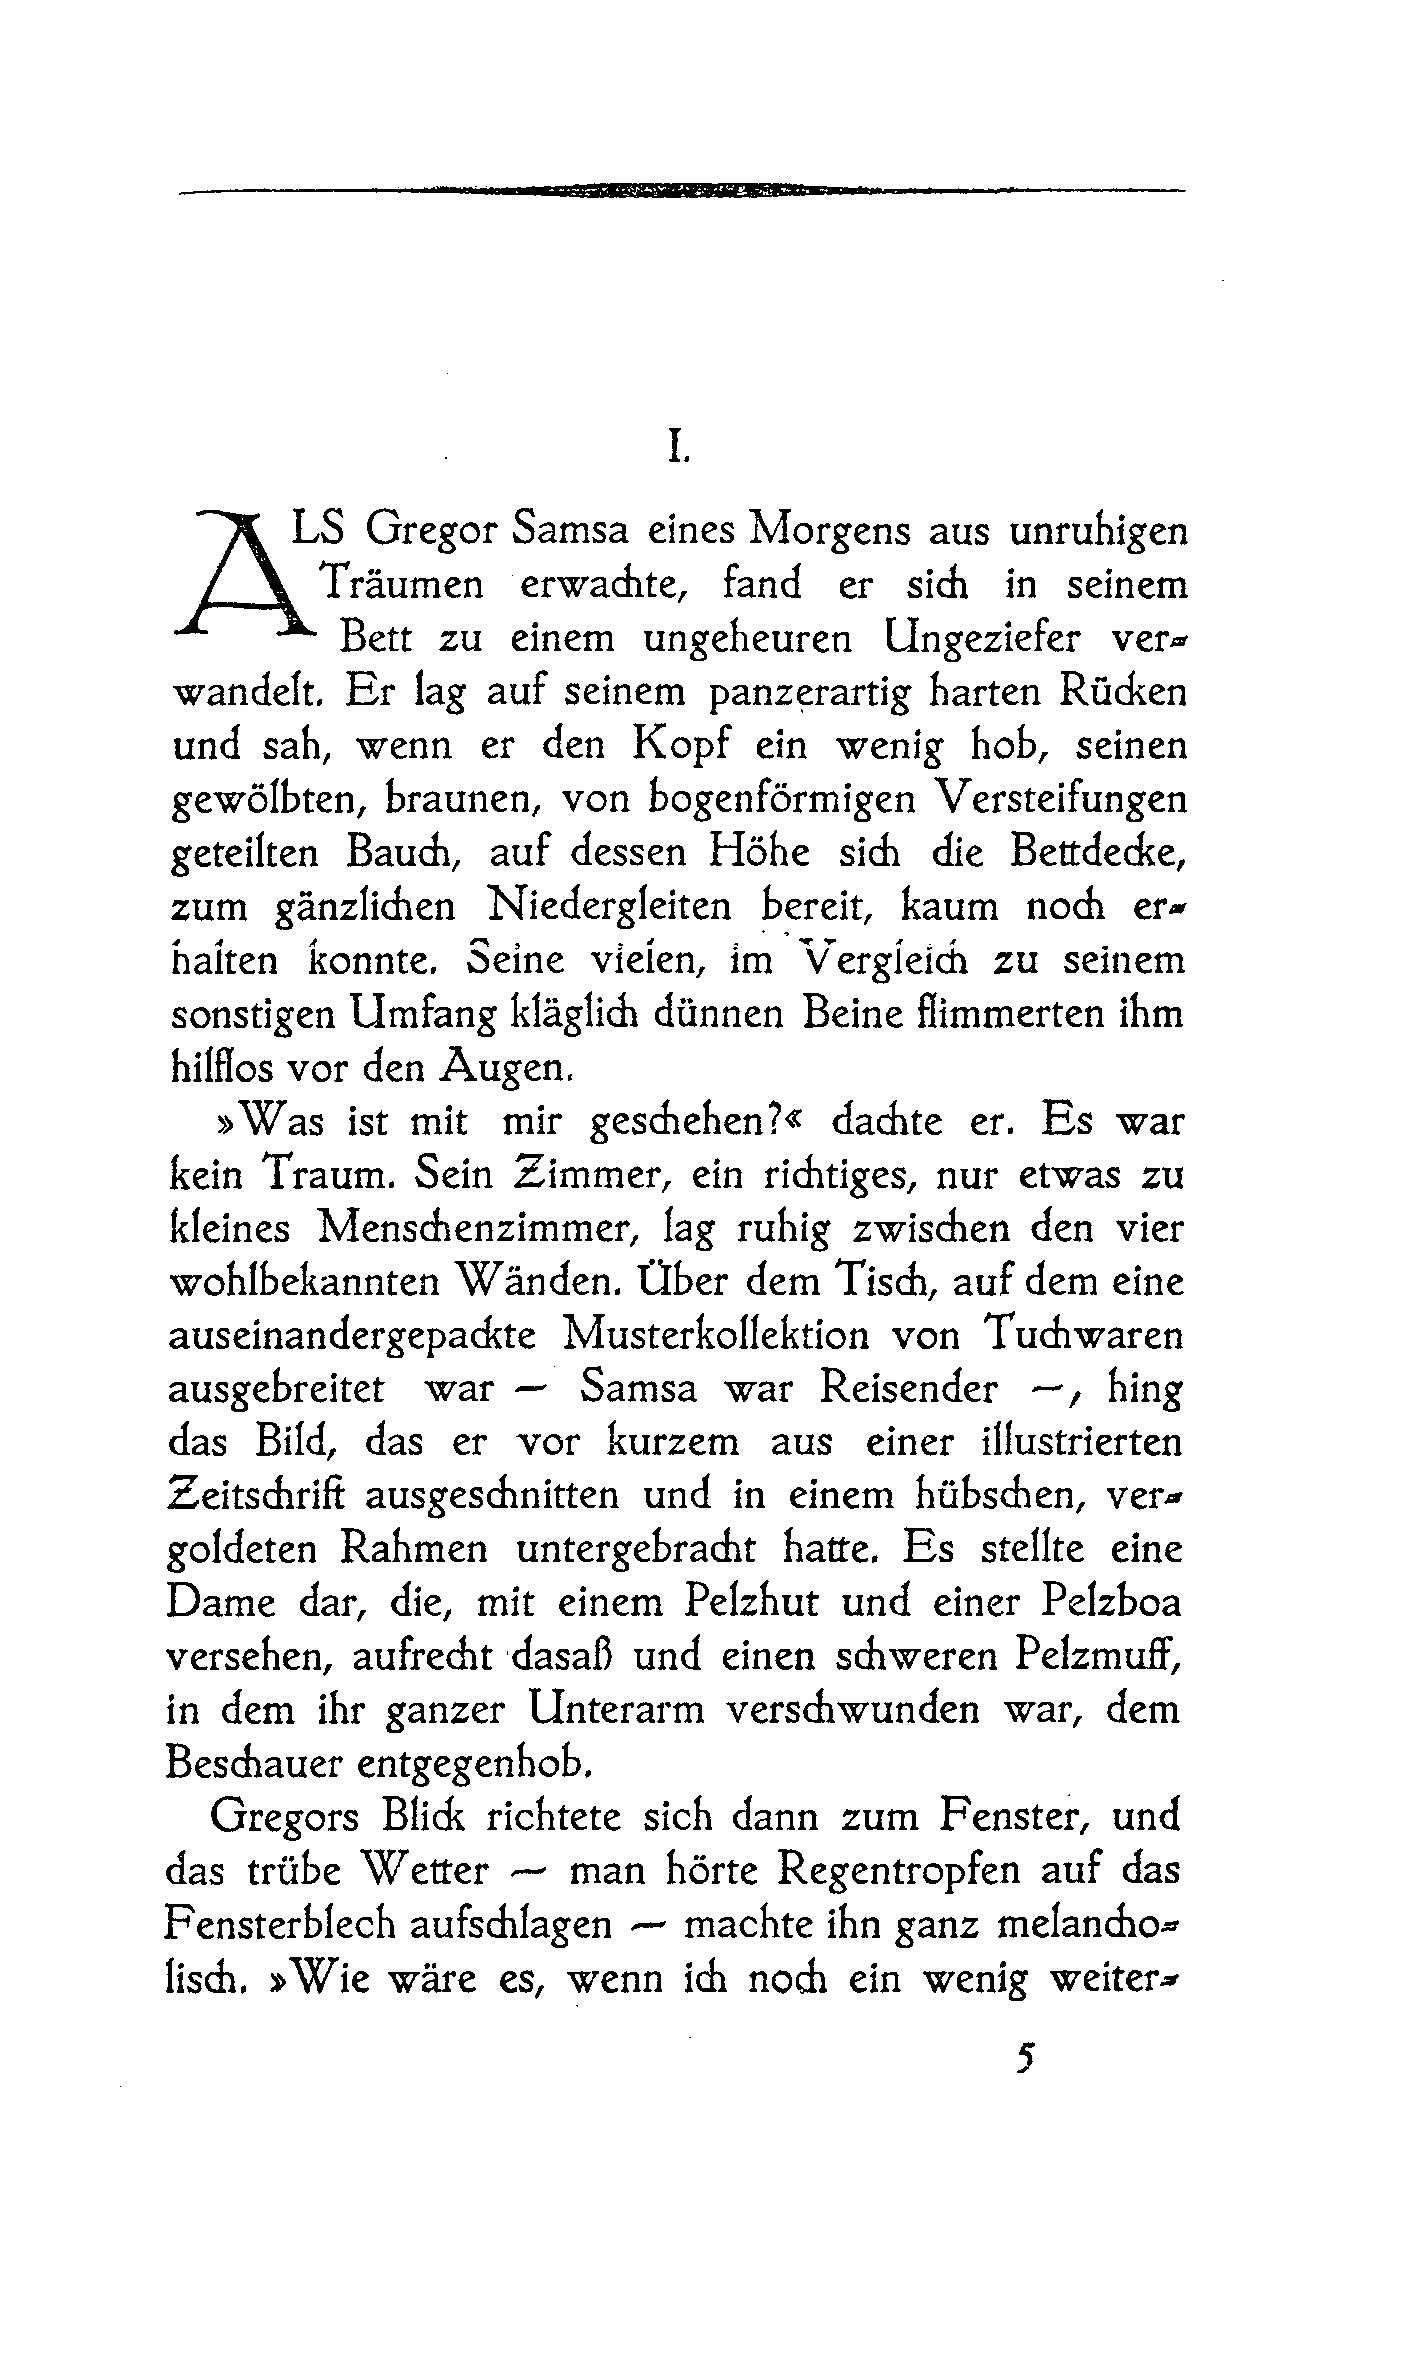 I.
ALS Gregor Samsa eines Morgens aus unruhigen
Träumen erwachte, fand er sich in seinem
Bett zu einem ungeheuren Ungeziefer ver-
wandelt. Er lag auf seinem panzerartig harten Rücken
und sah, wenn er den Kopf ein wenig hob, seinen
gewölbten, braunen, von bogenförmigen Versteifungen
geteilten Bauch, auf dessen Höhe sich die Bettdecke,
zum gänzlichen Niedergleiten bereit, kaum noch er-
halten konnte. Seine vielen, im Vergleich zu seinem
sonstigen Umfang kläglich dünnen Beine flimmerten ihm
hilflos vor den Augen.
»Was ist mit mir geschehen?« dachte er. Es war
kein Traum. Sein Zimmer, ein richtiges, nur etwas zu
kleines Menschenzimmer, lag ruhig zwischen den vier
wohlbekannten Wänden. Über dem Tisch, auf dem eine
auseinandergepackte Musterkollektion von Tuchwaren
ausgebreitet war — Samsa war Reisender —, hing
das Bild, das er vor kurzem aus einer illustrierten
Zeitschrift ausgeschnitten und in einem hübschen, ver-
goldeten Rahmen untergebracht hatte. Es stellte eine
Dame dar, die, mit einem Pelzhut und einer Pelzboa
versehen, aufrecht dasaß und einen schweren Pelzmuff,
in dem ihr ganzer Unterarm verschwunden war, dem
Beschauer entgegenhob.
Gregors Blick richtete sich dann zum Fenster, und
das trübe Wetter — man hörte Regentropfen auf das
Fensterblech aufschlagen — machte ihn ganz melancho-
lisch. »Wie wäre es, wenn ich noch ein wenig weiter-
5